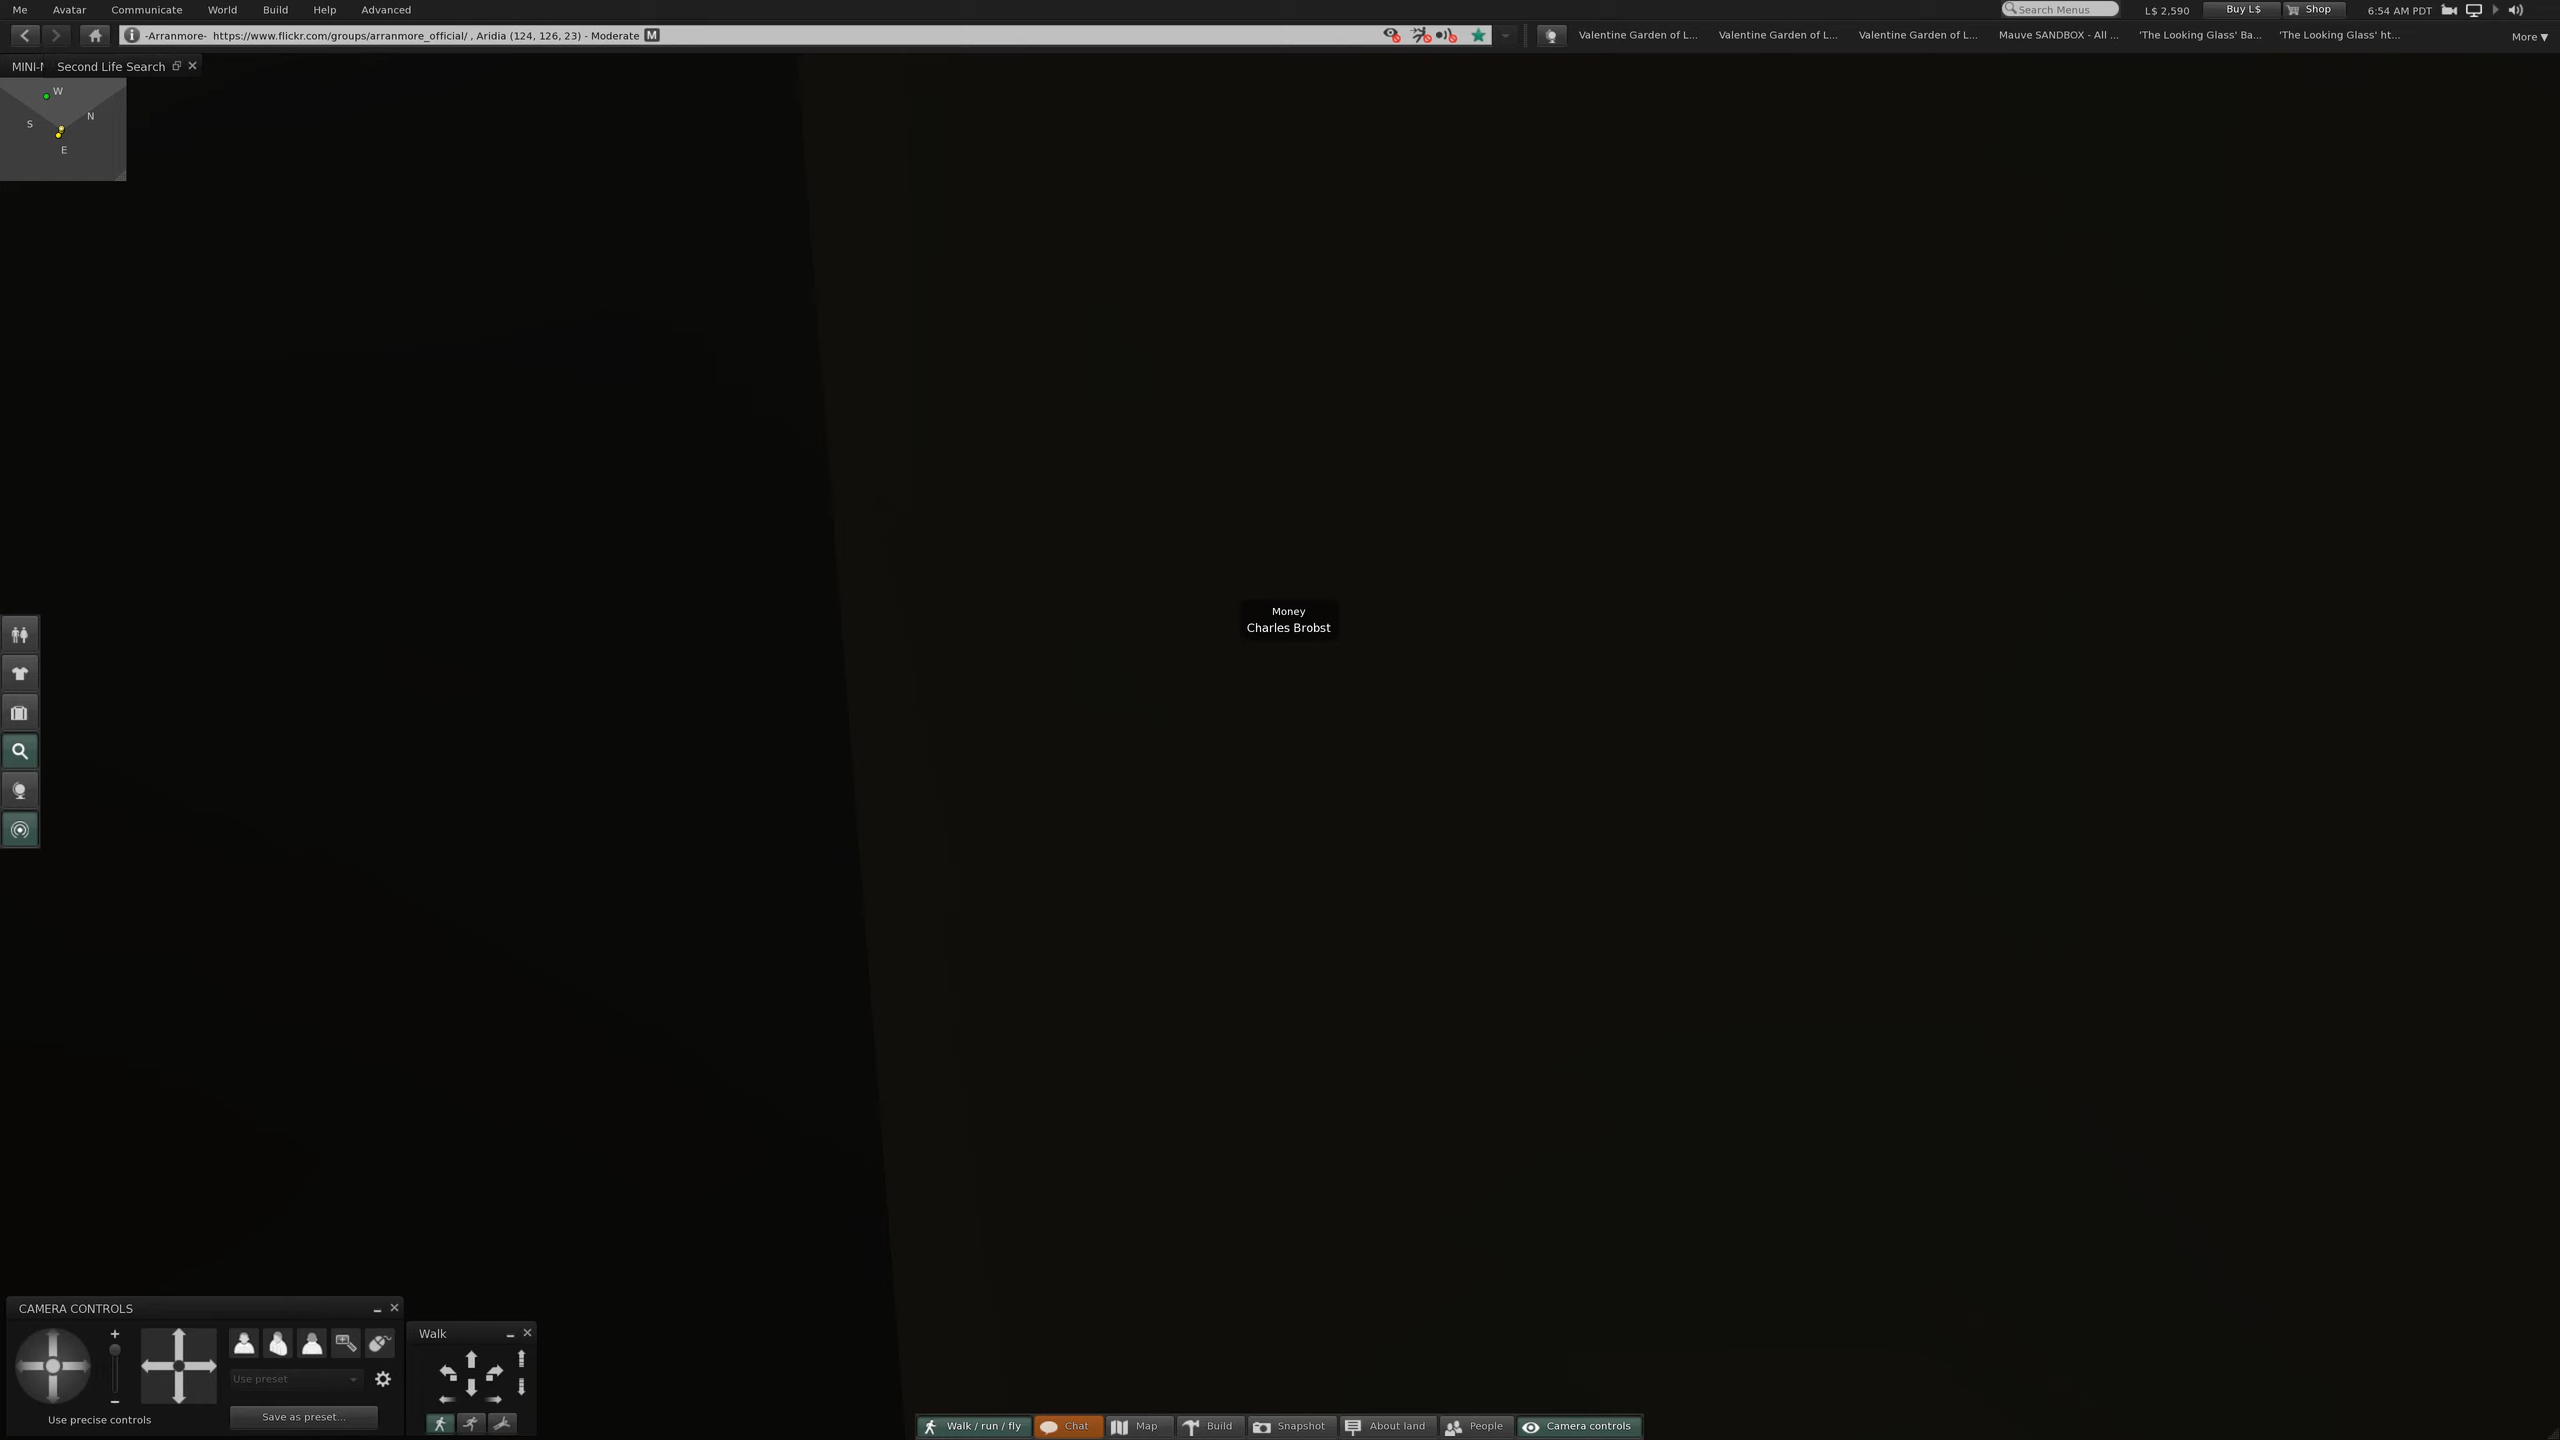 Me Avatar Communicate World Build Help Advanced Search Menus L$ 2,590 Buy L$ Shop 6:54 AM PDT
-Arranmore- https://www.flickr.com/groups/arranmore_official/ , Aridia (124, 126, 23) - Moderate M Valentine Garden of L... Valentine Garden of L... Valentine Garden of L... Mauve SANDBOX - All ... 'The Looking Glass' Ba... 'The Looking Glass' ht... More ▼
MINI- Second Life Search
W
N
S
E
Money
Charles Brobst
CAMERA CONTROLS
Walk
Use preset
Use precise controls
Save as preset...
Walk / run / fly Chat Map Build Snapshot About land People Camera controls